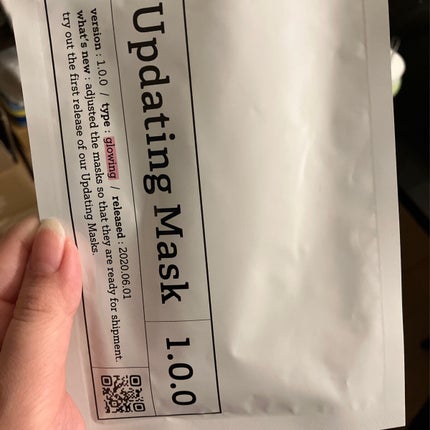 Updating Mask 1.0.0
version : 1.0.0 / type : glowing / released : 2020.06.01
what's new : adjusted the masks so that they are ready for shipment.
try out the first release of our Updating Masks.